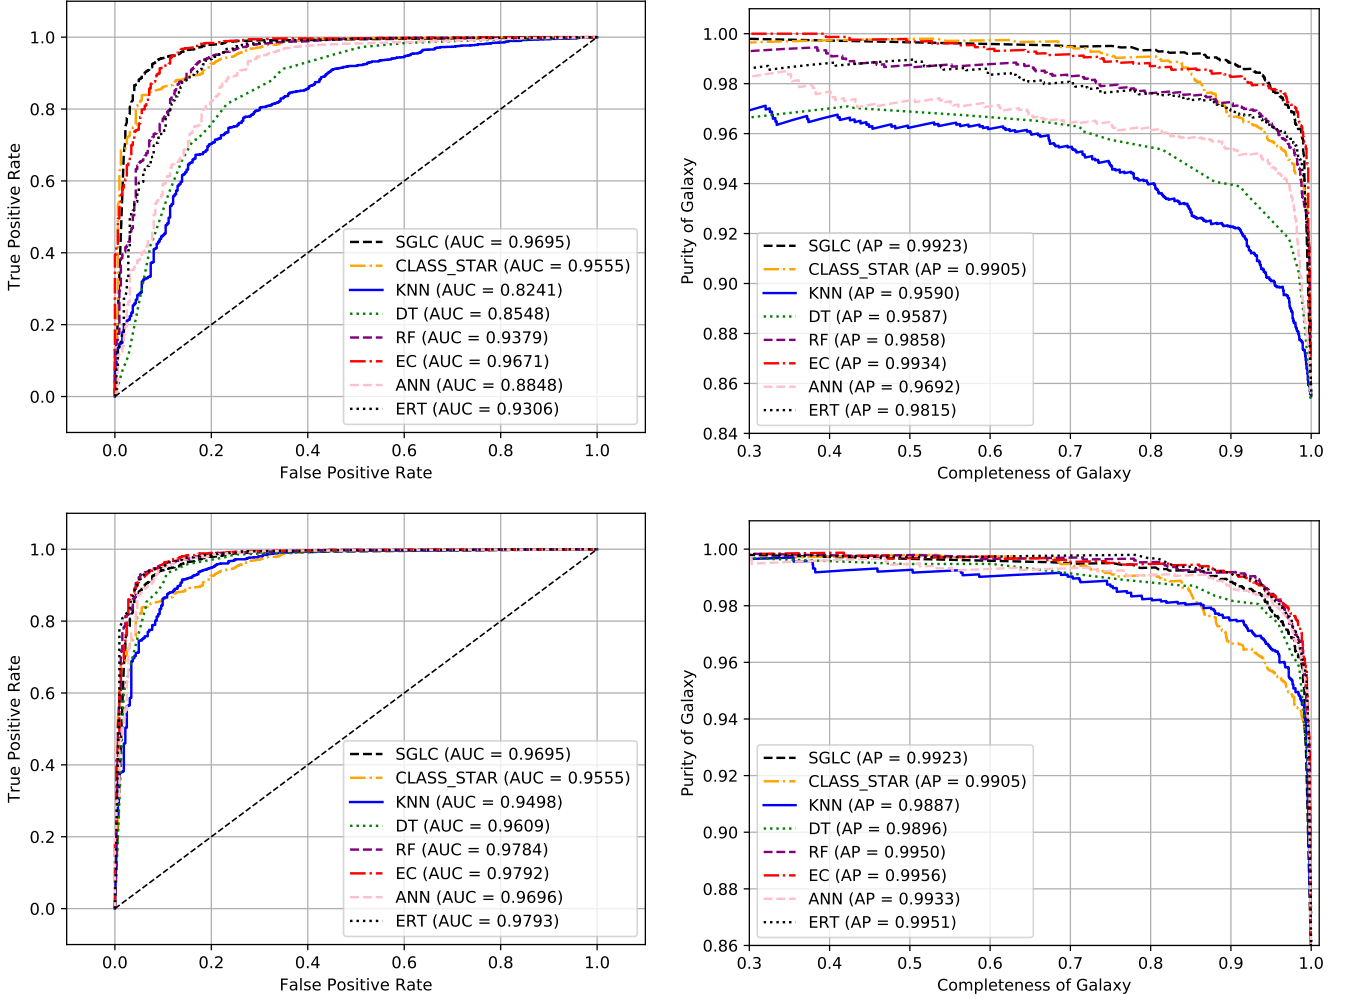 1.0
0.8
0.6
0.4
0.2
0.0
True Positive Rate
0.0 0.2 0.4 0.6 0.8 1.0
False Positive Rate
SGLC (AUC = 0.9695)
CLASS_STAR (AUC = 0.9555)
KNN (AUC = 0.8241)
DT (AUC = 0.8548)
RF (AUC = 0.9379)
EC (AUC = 0.9671)
ANN (AUC = 0.8848)
ERT (AUC = 0.9306)
1.00
0.98
0.96
0.94
0.92
0.90
0.88
0.86
0.84
Purity of Galaxy
0.3 0.4 0.5 0.6 0.7 0.8 0.9 1.0
Completeness of Galaxy
SGLC (AP = 0.9923)
CLASS_STAR (AP = 0.9905)
KNN (AP = 0.9590)
DT (AP = 0.9587)
RF (AP = 0.9858)
EC (AP = 0.9934)
ANN (AP = 0.9692)
ERT (AP = 0.9815)
1.0
0.8
0.6
0.4
0.2
0.0
True Positive Rate
0.0 0.2 0.4 0.6 0.8 1.0
False Positive Rate
SGLC (AUC = 0.9695)
CLASS_STAR (AUC = 0.9555)
KNN (AUC = 0.9498)
DT (AUC = 0.9609)
RF (AUC = 0.9784)
EC (AUC = 0.9792)
ANN (AUC = 0.9696)
ERT (AUC = 0.9793)
1.00
0.98
0.96
0.94
0.92
0.90
0.88
0.86
Purity of Galaxy
0.3 0.4 0.5 0.6 0.7 0.8 0.9 1.0
Completeness of Galaxy
SGLC (AP = 0.9923)
CLASS_STAR (AP = 0.9905)
KNN (AP = 0.9887)
DT (AP = 0.9896)
RF (AP = 0.9950)
EC (AP = 0.9956)
ANN (AP = 0.9933)
ERT (AP = 0.9951)